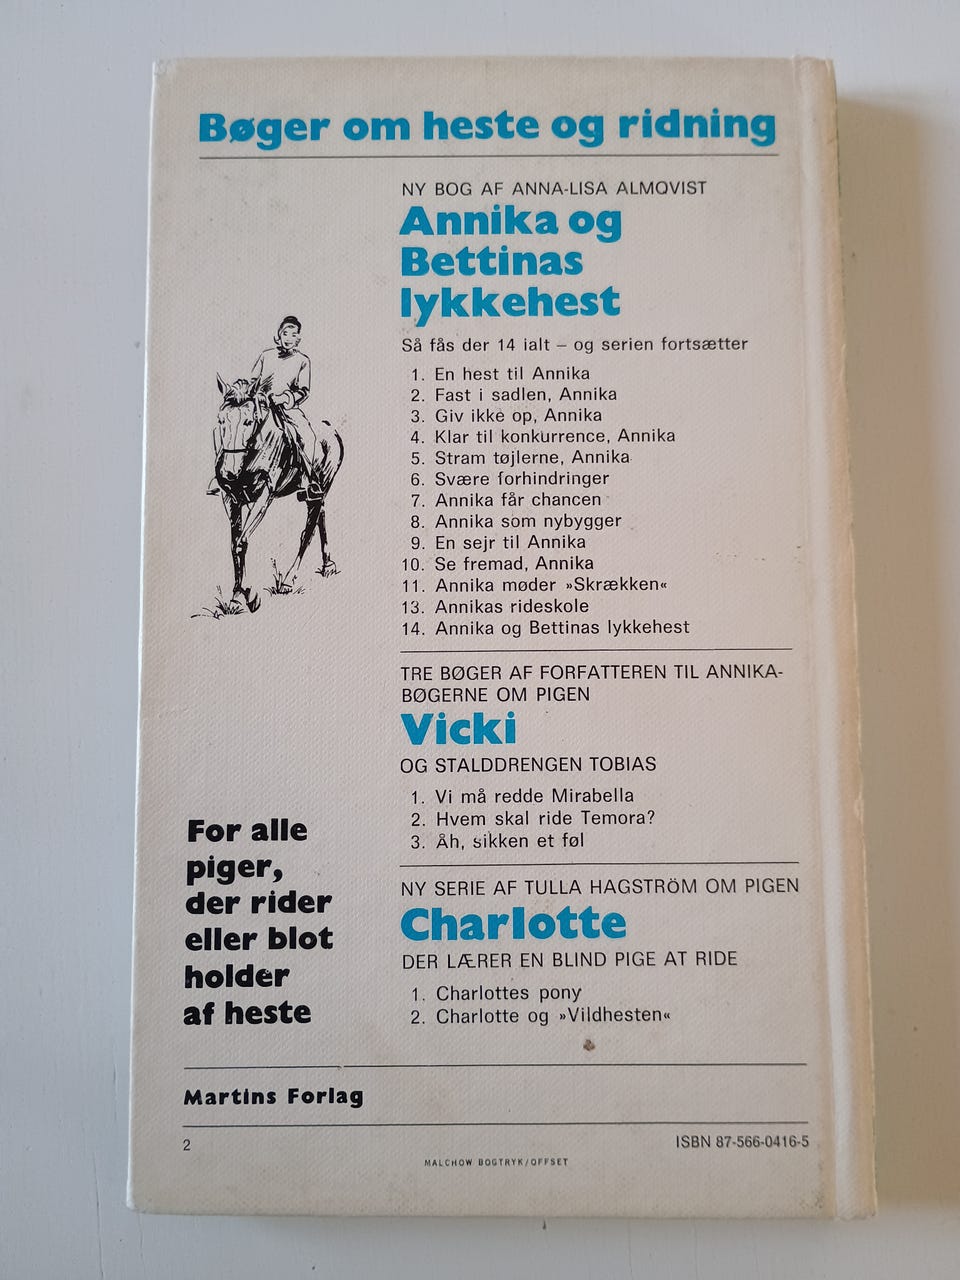 Bøger om heste og ridning
NY BOG AF ANNA-LISA ALMQVIST
Annika og
Bettinas
lykkehest
Så fås der 14 ialt – og serien fortsætter
1. En hest til Annika
2. Fast i sadlen, Annika
3. Giv ikke op, Annika
4. Klar til konkurrence, Annika
5. Stram tøjlerne, Annika
6. Svære forhindringer
7. Annika får chancen
8. Annika som nybygger
9. En sejr til Annika
10. Se fremad, Annika
11. Annika møder »Skrækken«
13. Annikas rideskole
14. Annika og Bettinas lykkehest
TRE BØGER AF FORFATTEREN TIL ANNIKA-
BØGERNE OM PIGEN
Vicki
OG STALDDRENGEN TOBIAS
1. Vi må redde Mirabella
2. Hvem skal ride Temora?
3. Åh, sikken et føl
NY SERIE AF TULLA HAGSTRÖM OM PIGEN
Charlotte
DER LÆRER EN BLIND PIGE AT RIDE
1. Charlottes pony
2. Charlotte og »Vildhesten«
For alle
piger,
der rider
eller blot
holder
af heste
Martins Forlag
2
ISBN 87-566-0416-5
MALCHOW BOGTRYK/OFFSET